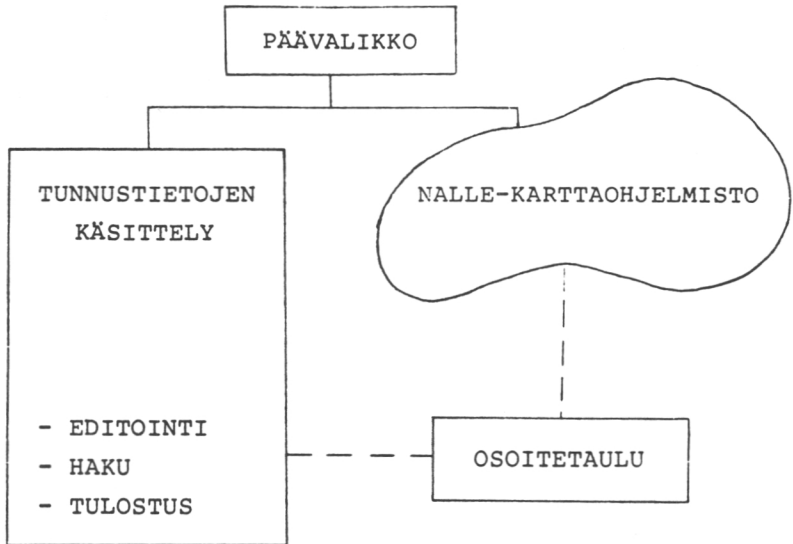 PÄÄVALIKKO
TUNNUSTIETOJEN
KÄSITTELY
- EDITOINTI
- HAKU
- TULOSTUS
NALLE-KARTTAOHJELMISTO
OSOITETAULU